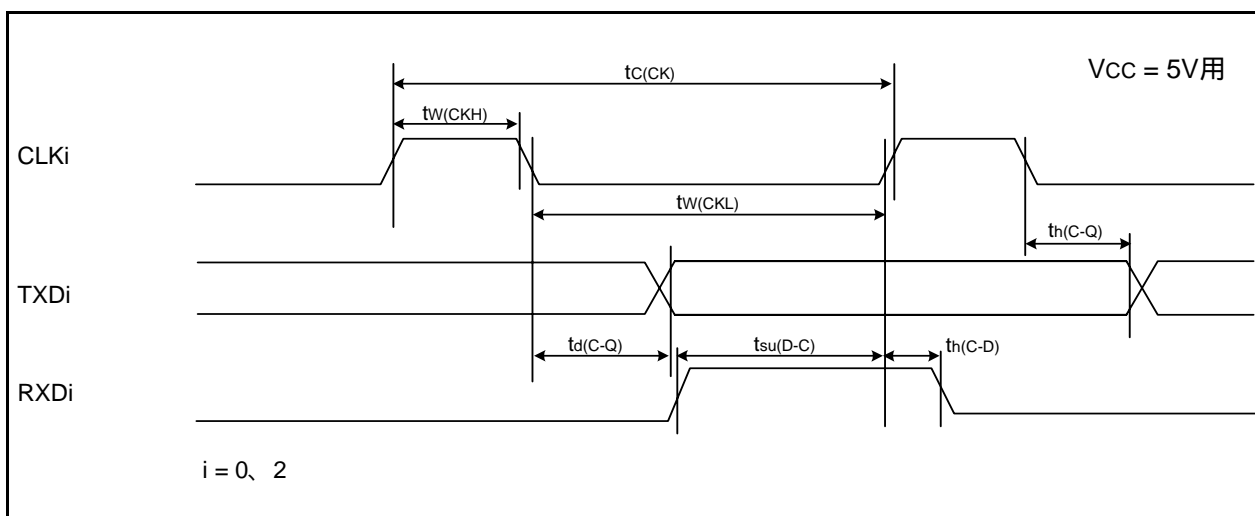 tC(CK)
VCC = 5V用
tW(CKH)
CLKi
tW(CKL)
th(C-Q)
TXDi
td(C-Q)
tsu(D-C)
th(C-D)
RXDi
i = 0、 2